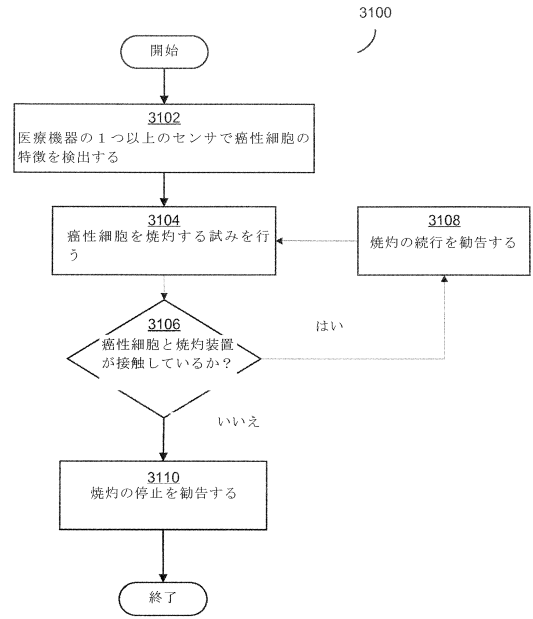 3100
開始
3102
医療機器の１つ以上のセンサで癌性細胞の
特徴を検出する
3104
癌性細胞を焼灼する試みを行
う
3108
焼灼の続行を勧告する
3106
癌性細胞と焼灼装置
が接触しているか？
はい
いいえ
3110
焼灼の停止を勧告する
終了